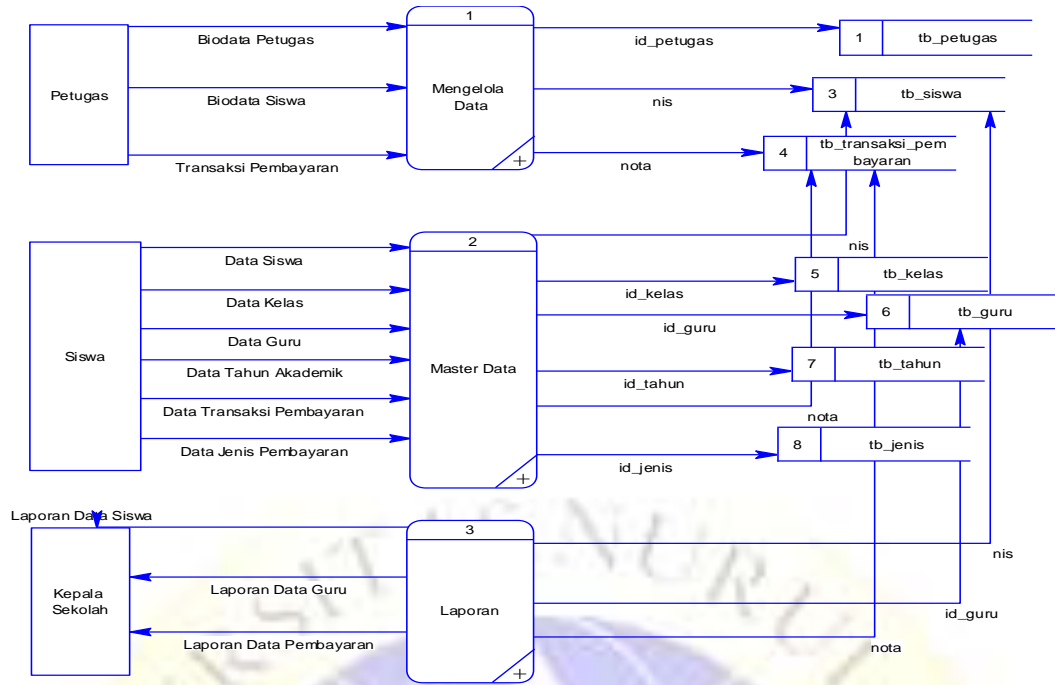 1
Biodata Petugas
id_petugas
1
tb_petugas
Petugas
Biodata Siswa
Mengelola
Data
nis
3
tb_siswa
Transaksi Pembayaran
+
nota
4
tb_transaksi_pem
bayaran
2
Data Siswa
nis
Data Kelas
id_kelas
5
tb_kelas
Data Guru
id_guru
6
tb_guru
Siswa
Data Tahun Akademik
Master Data
id_tahun
7
tb_tahun
Data Transaksi Pembayaran
nota
Data Jenis Pembayaran
+
id_jenis
8
tb_jenis
Laporan Data Siswa
3
nis
Kepala
Sekolah
Laporan Data Guru
Laporan
id_guru
Laporan Data Pembayaran
+
nota
RSITAS NURUL